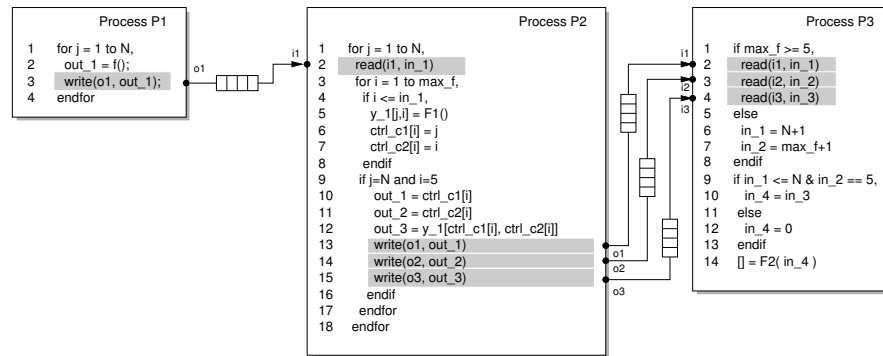 Process P1
1 for j = 1 to N,
2 out_1 = f();
3 write(o1, out_1);
4 endfor
o1
i1
Process P2
1 for j = 1 to N,
2 read(i1, in_1)
3 for i = 1 to max_f,
4 if i <= in_1,
5 y_1[j,i] = F1()
6 ctrl_c1[i] = j
7 ctrl_c2[i] = i
8 endif
9 if j=N and i=5
10 out_1 = ctrl_c1[i]
11 out_2 = ctrl_c2[i]
12 out_3 = y_1[ctrl_c1[i], ctrl_c2[i]]
13 write(o1, out_1)
14 write(o2, out_2)
15 write(o3, out_3)
16 endif
17 endfor
18 endfor
o1
o2
o3
i1
i2
i3
Process P3
1 if max_f >= 5,
2 read(i1, in_1)
3 read(i2, in_2)
4 read(i3, in_3)
5 else
6 in_1 = N+1
7 in_2 = max_f+1
8 endif
9 if in_1 <= N & in_2 == 5,
10 in_4 = in_3
11 else
12 in_4 = 0
13 endif
14 [] = F2( in_4 )